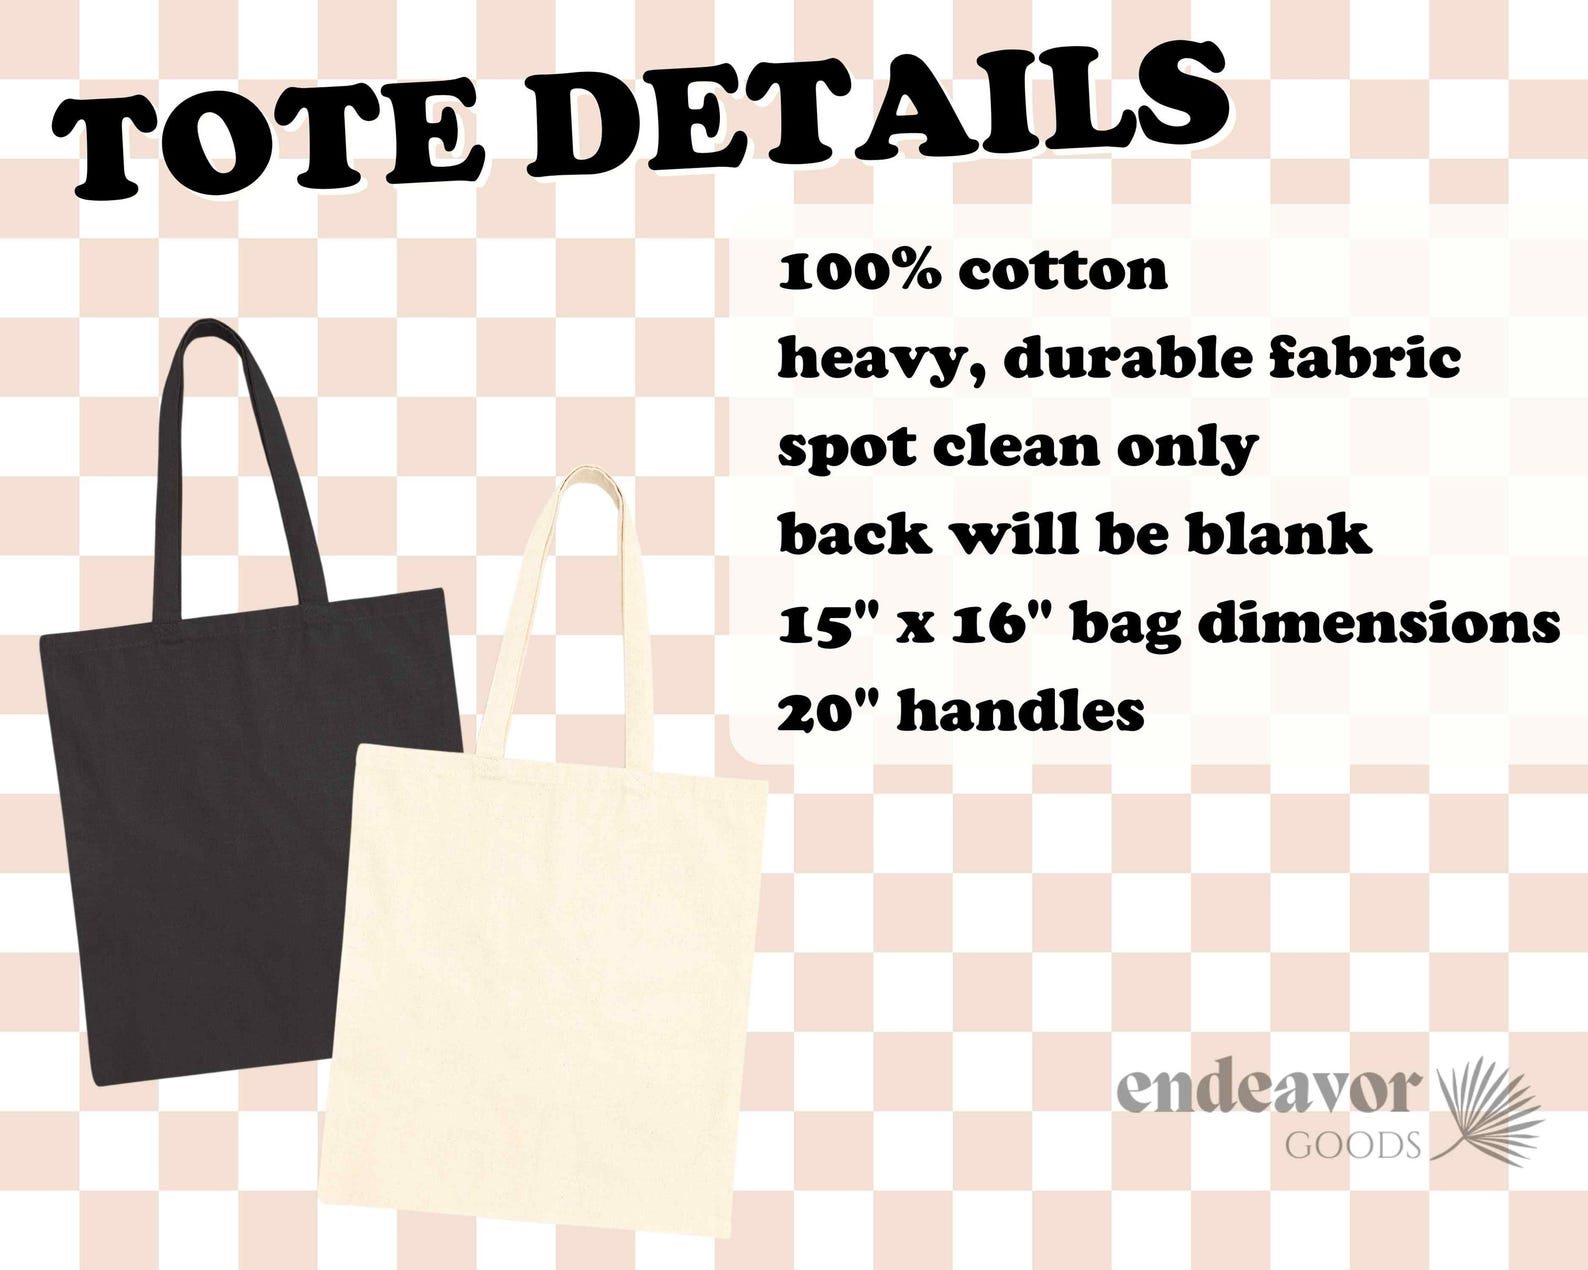 TOTE DETAILS
100% cotton
heavy, durable fabric
spot clean only
back will be blank
15" x 16" bag dimensions
20" handles
endeavor
GOODS